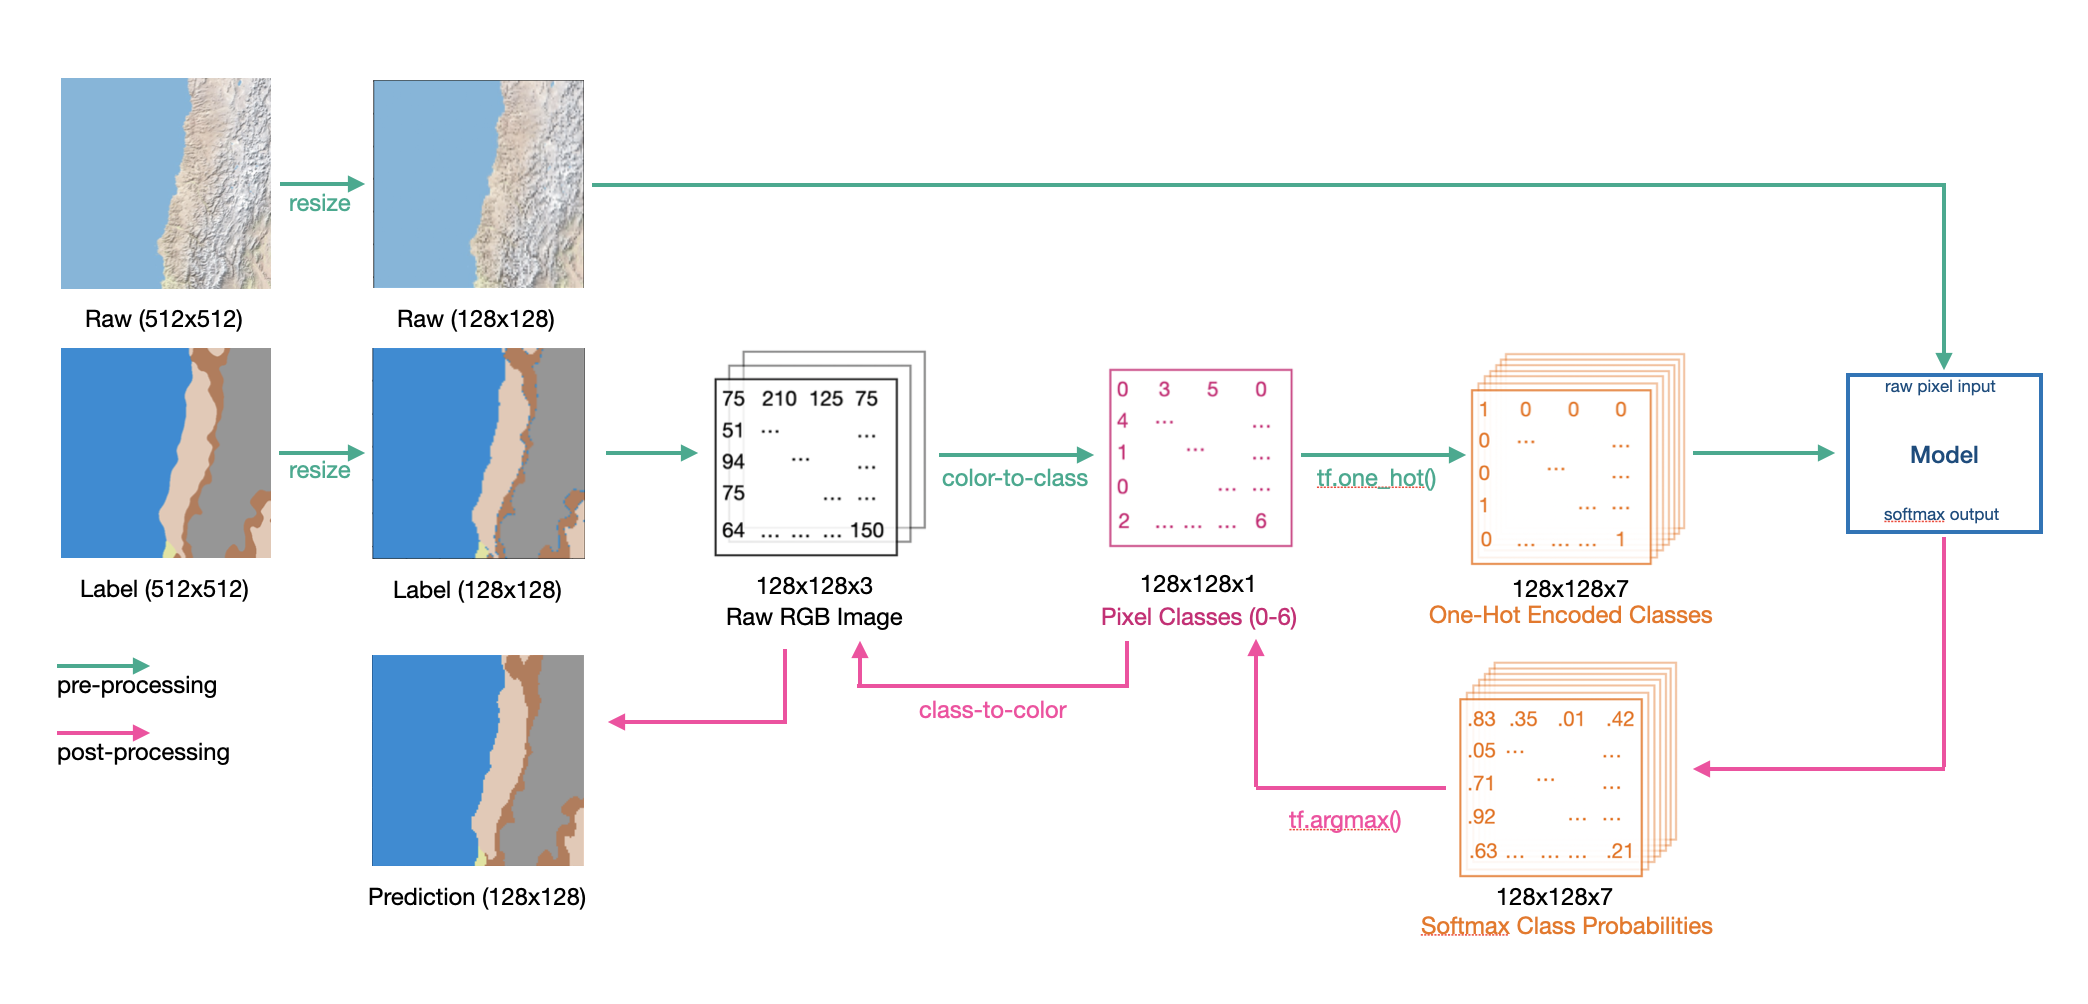 resize
Raw (512x512)
Raw (128x128)
resize
Label (512x512)
Label (128x128)
75 210 125 75
51 ... ...
94 ... ...
75 ... ...
64 ... ... ... 150
128x128x3
Raw RGB Image
color-to-class
0 3 5 0
4 ... ...
1 ... ...
0 ... ...
2 ... ... ... 6
128x128x1
Pixel Classes (0-6)
tf.one_hot()
1 0 0 0
0 ... ...
0 ... ...
1 ... ...
0 ... ... ... 1
128x128x7
One-Hot Encoded Classes
raw pixel input
Model
softmax output
pre-processing
post-processing
Prediction (128x128)
class-to-color
tf.argmax()
.83 .35 .01 .42
.05 ... ...
.71 ... ...
.92 ... ...
.63 ... ... ... .21
128x128x7
Softmax Class Probabilities